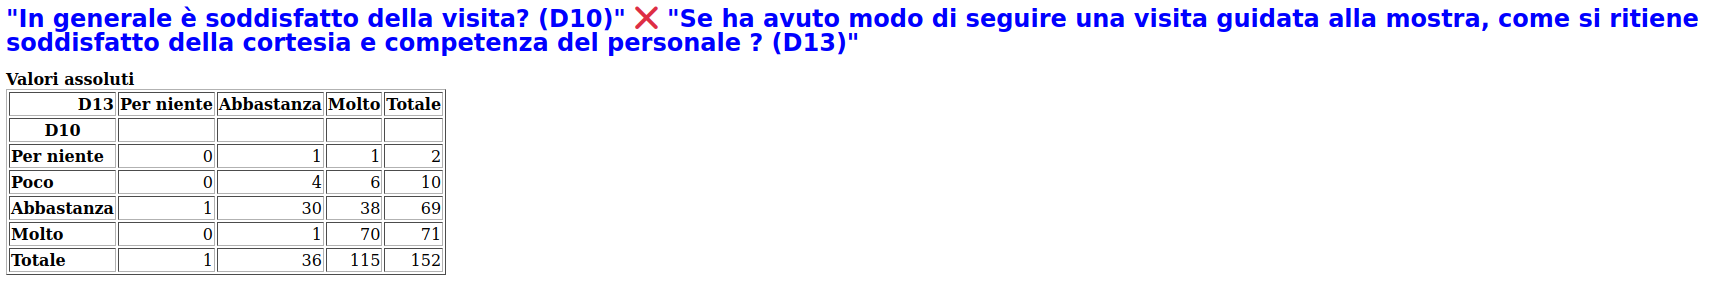 "In generale è soddisfatto della visita? (D10)" ❌ "Se ha avuto modo di seguire una visita guidata alla mostra, come si ritiene
soddisfatto della cortesia e competenza del personale ? (D13)"
Valori assoluti
D13 Per niente Abbastanza Molto Totale
D10
Per niente 0 1 1 2
Poco 0 4 6 10
Abbastanza 1 30 38 69
Molto 0 1 70 71
Totale 1 36 115 152